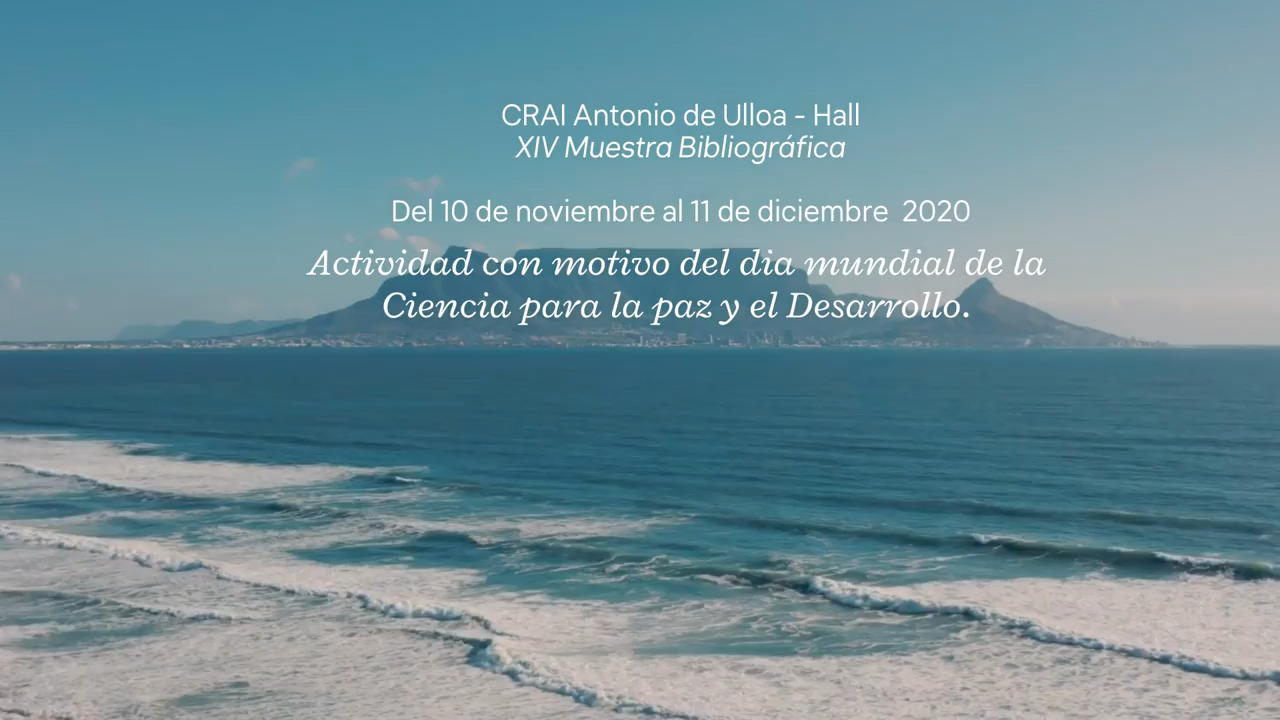 CRAI Antonio de Ulloa - Hall
XIV Muestra Bibliográfica
Del 10 de noviembre al 11 de diciembre 2020
Actividad con motivo del dia mundial de la
Ciencia para la paz y el Desarrollo.